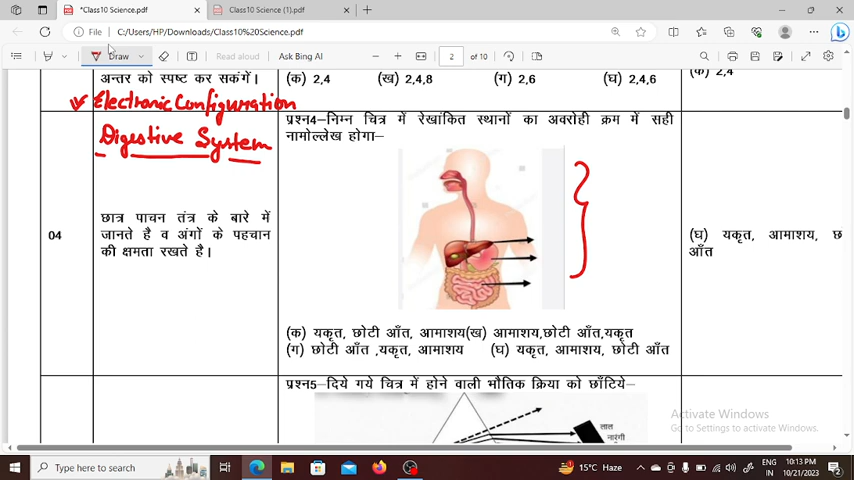 *Class10 Science.pdf
Class10 Science (1).pdf
File
C:/Users/HP/Downloads/Class10%20Science.pdf
Draw
Read aloud
Ask Bing AI
2
of 10
अन्तर को स्पष्ट कर सकेंगें।
(क) 2,4
(ख) 2,4,8
(ग) 2,6
(घ) 2,4,6
(क) 2,4
Electronic Configuration
Digestive System
प्रश्न4-निम्न चित्र में रेखांकित स्थानों का अवरोही क्रम में सही
नामोल्लेख होगा-
04
छात्र पाचन तंत्र के बारे में
जानते है व अंगों के पहचान
की क्षमता रखते है।
(घ) यकृत, आमाशय, छ
आँत
(क) यकृत, छोटी आँत, आमाशय(ख) आमाशय,छोटी आँत,यकृत
(ग) छोटी आँत ,यकृत, आमाशय (घ) यकृत, आमाशय, छोटी आँत
प्रश्न5-दिये गये चित्र में होने वाली भौतिक क्रिया को छाँटिये-
लाल
नारंगी
Activate Windows
Go to Settings to activate Windows.
Type here to search
15°C Haze
ENG
IN
10:13 PM
10/21/2023
2